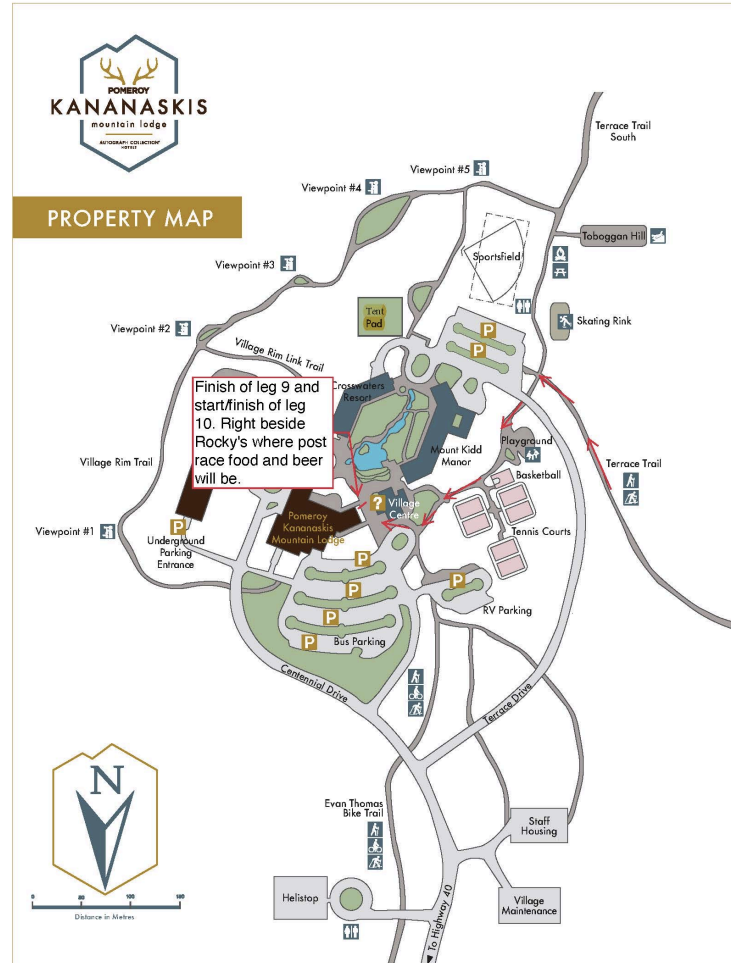 POMEROY
KANANASKIS
mountain lodge
AUTOGRAPH COLLECTION®
HOTELS
PROPERTY MAP
Terrace Trail
South
Viewpoint #5
Viewpoint #4
Toboggan Hill
Sportsfield
Viewpoint #3
Tent
Pad
P
P
Skating Rink
Viewpoint #2
Village Rim Link Trail
Finish of leg 9 and
start/finish of leg
10. Right beside
Rocky's where post
race food and beer
will be.
Crosswaters
Resort
Playground
Mount Kidd
Manor
Village Rim Trail
Basketball
Terrace Trail
?
Village
Centre
Pomeroy
Kananaskis
Mountain Lodge
Tennis Courts
Viewpoint #1
P
Underground
Parking
Entrance
P
P
P
RV Parking
P
P
Bus Parking
Centennial Drive
Terrace Drive
N
Evan Thomas
Bike Trail
Staff
Housing
Helistop
Village
Maintenance
To Highway 40
0 50 100 150
Distance in Metres